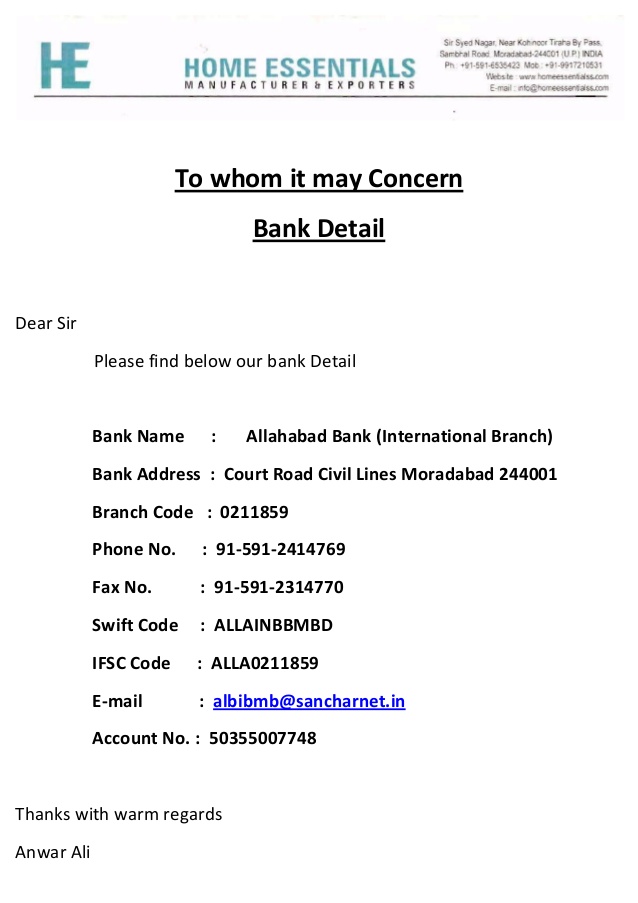 HE
HOME ESSENTIALS
MANUFACTURER & EXPORTERS
Sir Syed Nagar, Near Kohinoor Tiraha By Pass,
Sambhal Road, Moradabad-244001 (U.P.) INDIA
Ph : +91-591-6535423 Mob : +91-9917210531
Website : www.homeessentialss.com
E-mail : info@homeessentialss.com
To whom it may Concern
Bank Detail
Dear Sir
Please find below our bank Detail
Bank Name : Allahabad Bank (International Branch)
Bank Address : Court Road Civil Lines Moradabad 244001
Branch Code : 0211859
Phone No. : 91-591-2414769
Fax No. : 91-591-2314770
Swift Code : ALLAINBBMBD
IFSC Code : ALLA0211859
E-mail : albibmb@sancharnet.in
Account No. : 50355007748
Thanks with warm regards
Anwar Ali